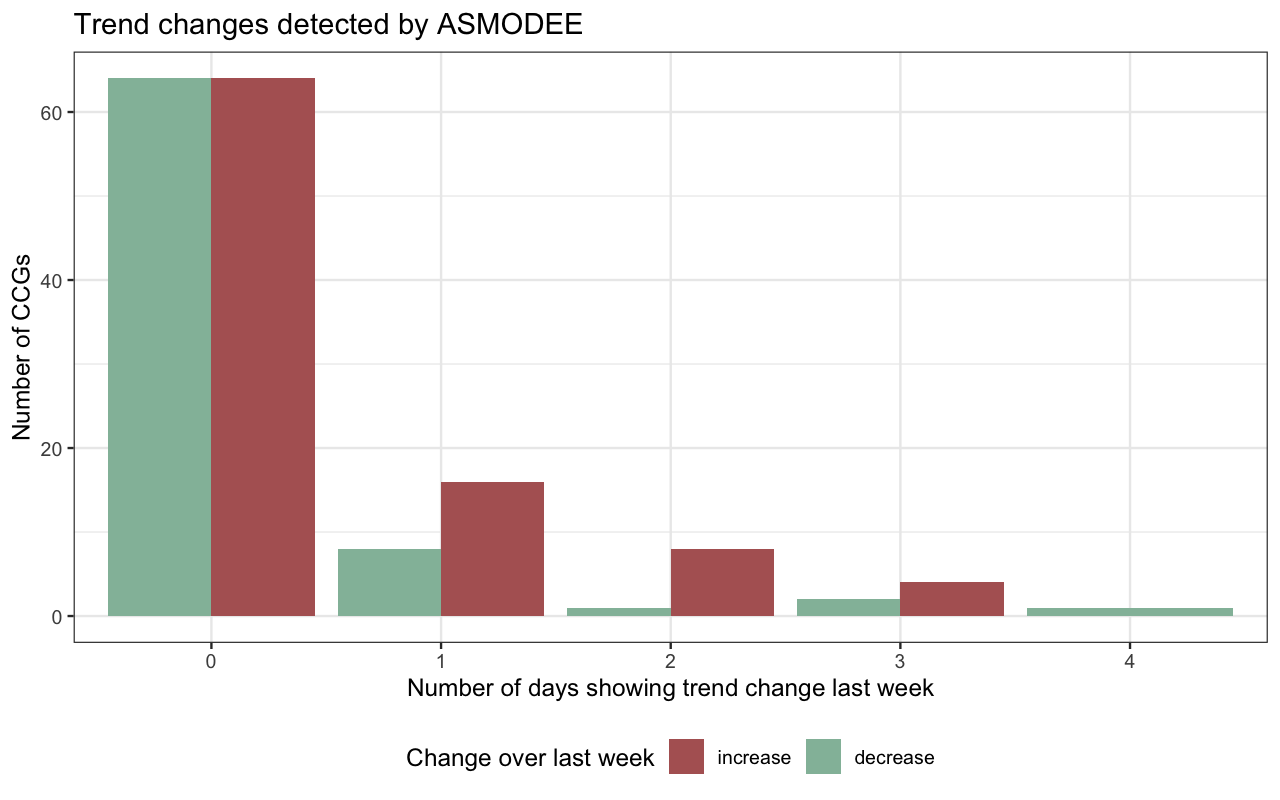 Trend changes detected by ASMODEE
Number of CCGs
60
40
20
0
0 1 2 3 4
Number of days showing trend change last week
Change over last week increase decrease